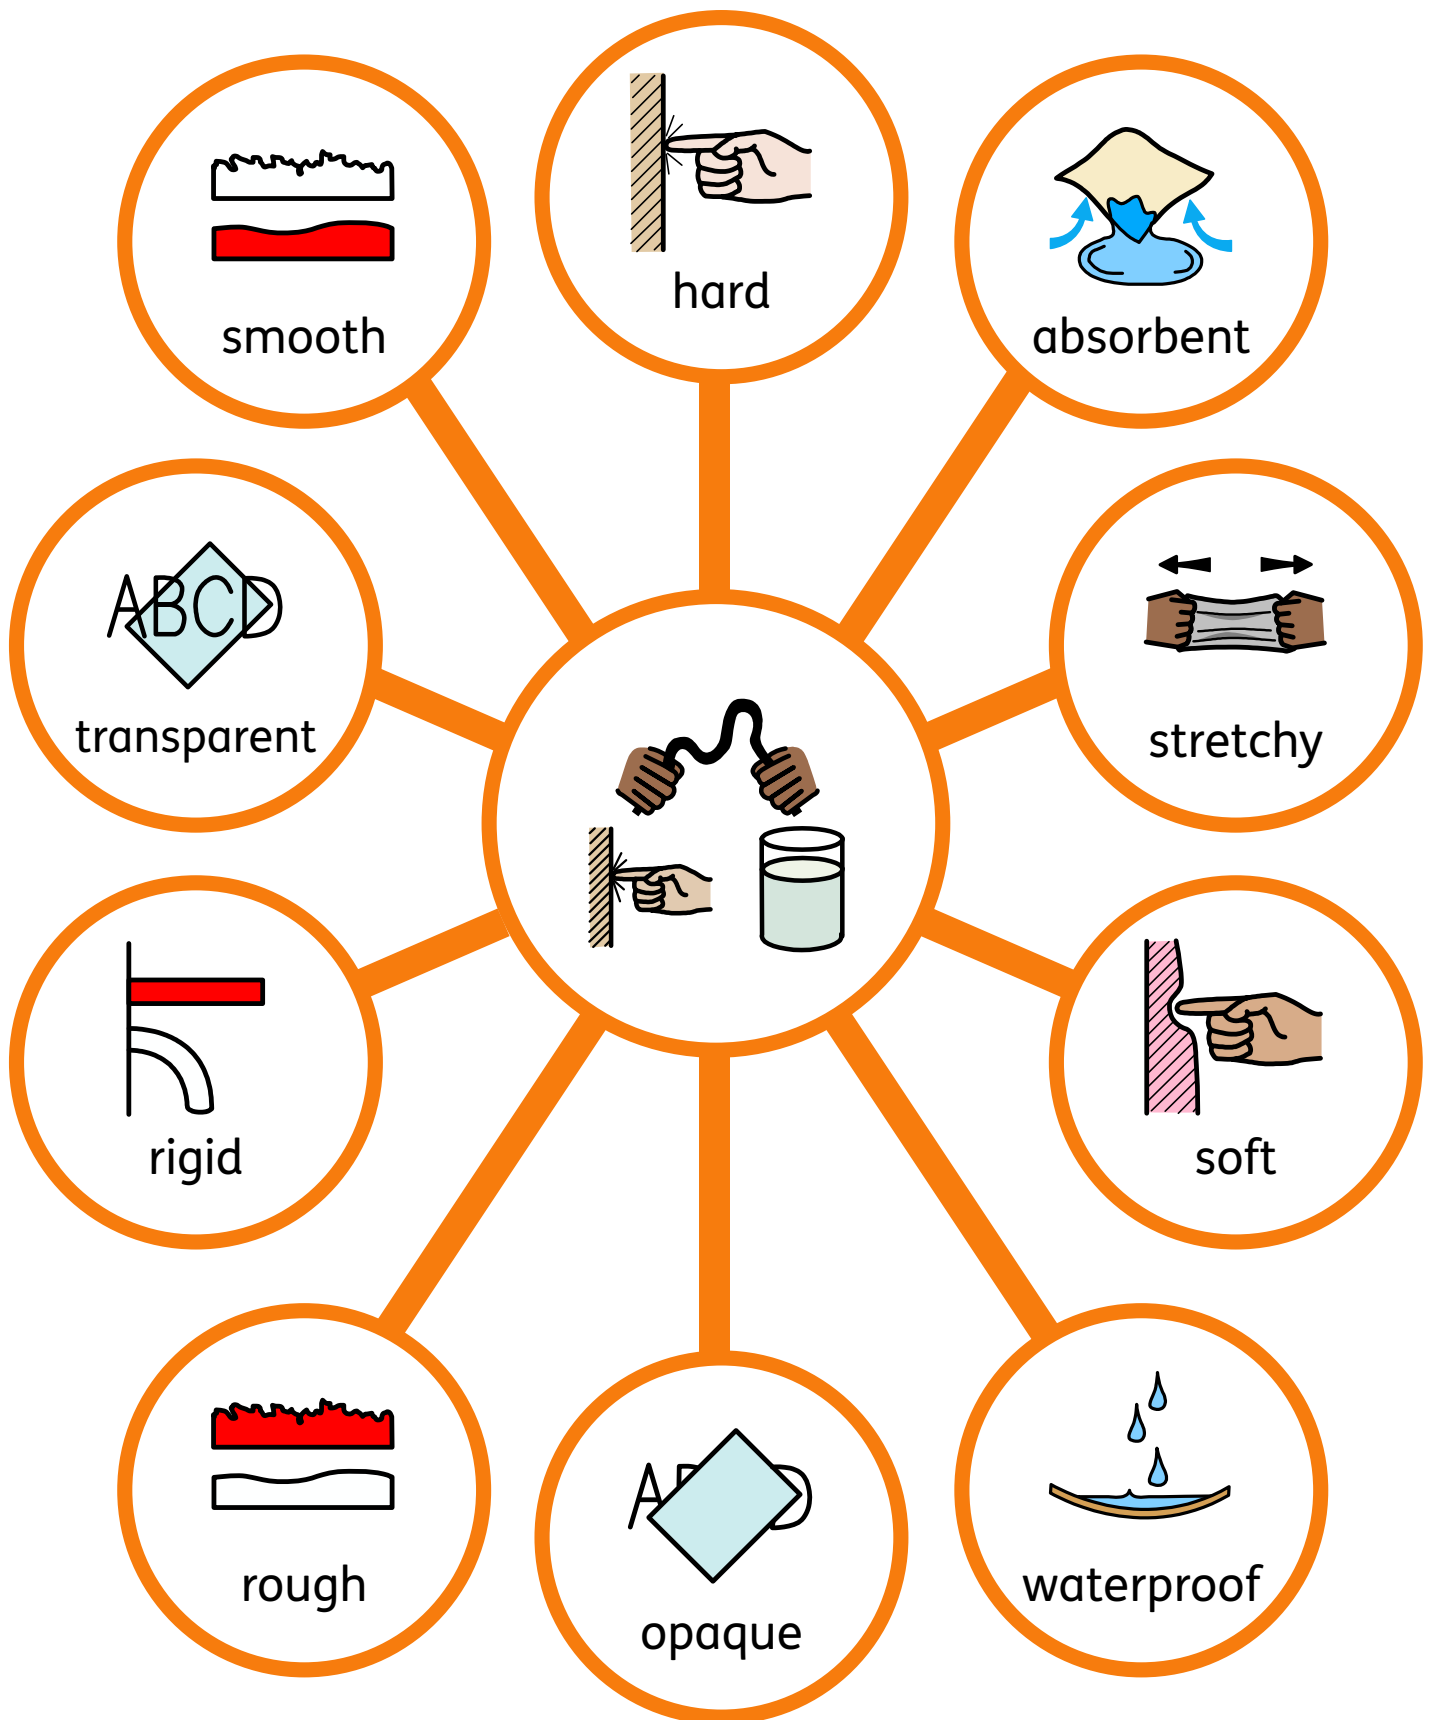 hard
smooth
absorbent
ABCD
transparent
stretchy
rigid
soft
rough
waterproof
opaque